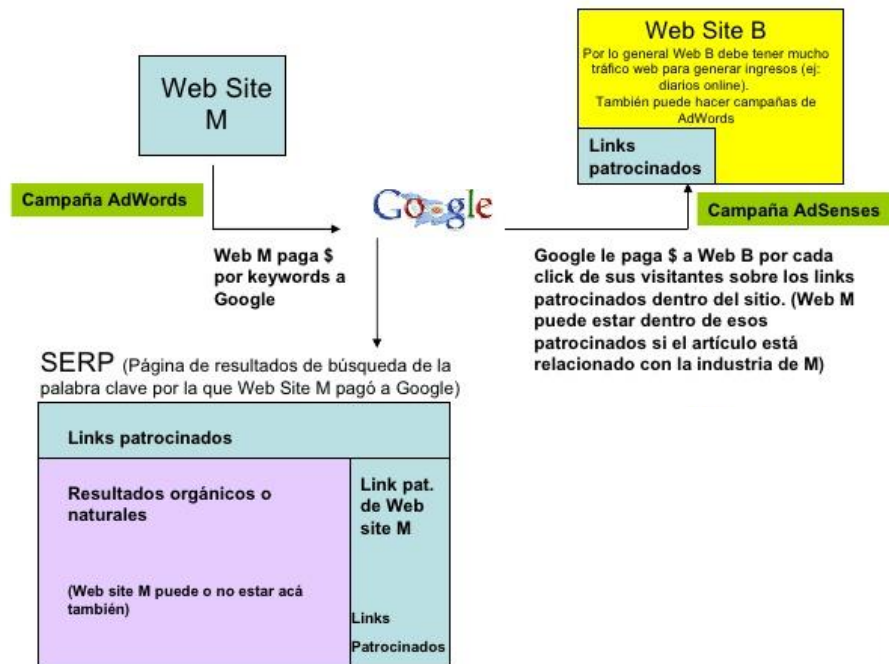 Web Site
M
Web Site B
Por lo general Web B debe tener mucho
tráfico web para generar ingresos (ej:
diarios online).
También puede hacer campañas de
AdWords
Links
patrocinados
Campaña AdWords
Google
Campaña AdSenses
Web M paga $
por keywords a
Google
Google le paga $ a Web B por cada
click de sus visitantes sobre los links
patrocinados dentro del sitio. (Web M
puede estar dentro de esos
patrocinados si el artículo está
relacionado con la industria de M)
SERP (Página de resultados de búsqueda de la
palabra clave por la que Web Site M pagó a Google)
Links patrocinados
Resultados orgánicos o
naturales
(Web site M puede o no estar acá
también)
Link pat.
de Web
site M
Links
Patrocinados